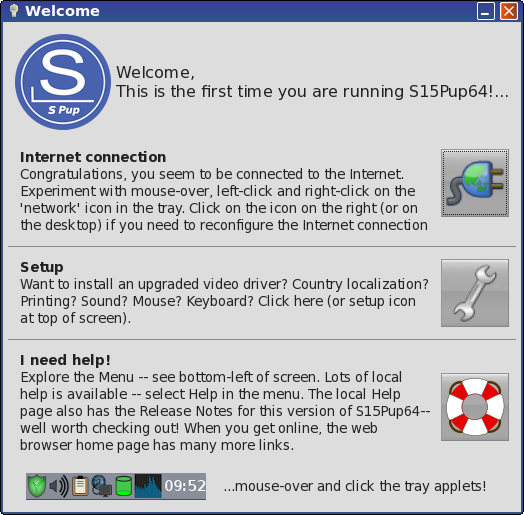 Welcome
S
S Pup
Welcome,
This is the first time you are running S15Pup64!...
Internet connection
Congratulations, you seem to be connected to the Internet.
Experiment with mouse-over, left-click and right-click on the
'network' icon in the tray. Click on the icon on the right (or on
the desktop) if you need to reconfigure the Internet connection
Setup
Want to install an upgraded video driver? Country localization?
Printing? Sound? Mouse? Keyboard? Click here (or setup icon
at top of screen).
I need help!
Explore the Menu -- see bottom-left of screen. Lots of local
help is available -- select Help in the menu. The local Help
page also has the Release Notes for this version of S15Pup64--
well worth checking out! When you get online, the web
browser home page has many more links.
09:52 ...mouse-over and click the tray applets!